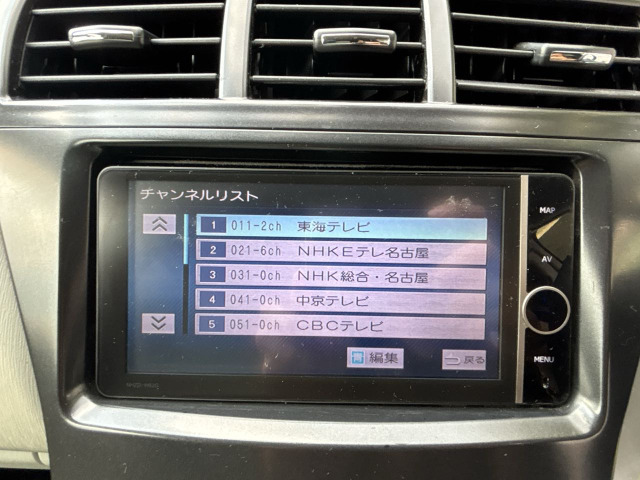 チャンネルリスト
1 011-2ch 東海テレビ
2 021-6ch NHKEテレ名古屋
3 031-0ch NHK総合・名古屋
4 041-0ch 中京テレビ
5 051-0ch CBCテレビ
編集 戻る
MAP
AV
MENU